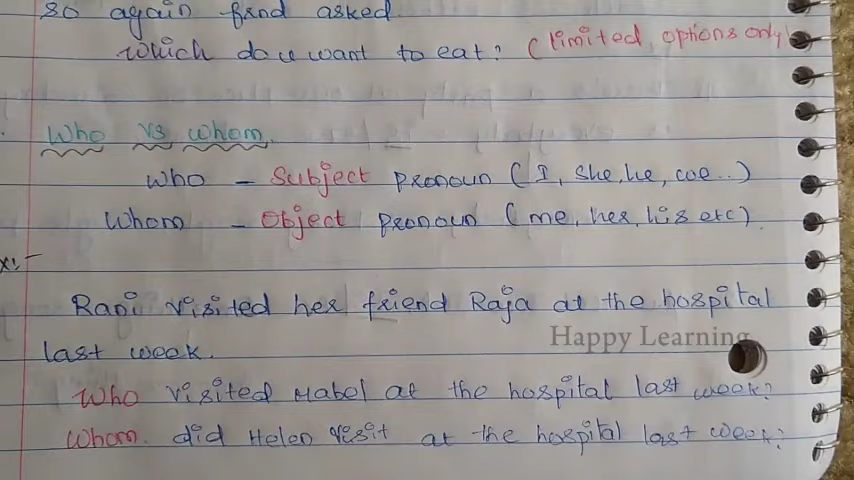 so again frnd asked.
which do u want to eat? (limited options only
Who vs whom.
who – Subject pronoun (I, she, he, we..)
Whom – Object pronoun (me, her, his etc).
x:-
Rani visited her friend Raja at the hospital
Happy Learning
last week.
Who visited Mabel at the hospital last week?
Whom did Helen visit at the hospital last week?